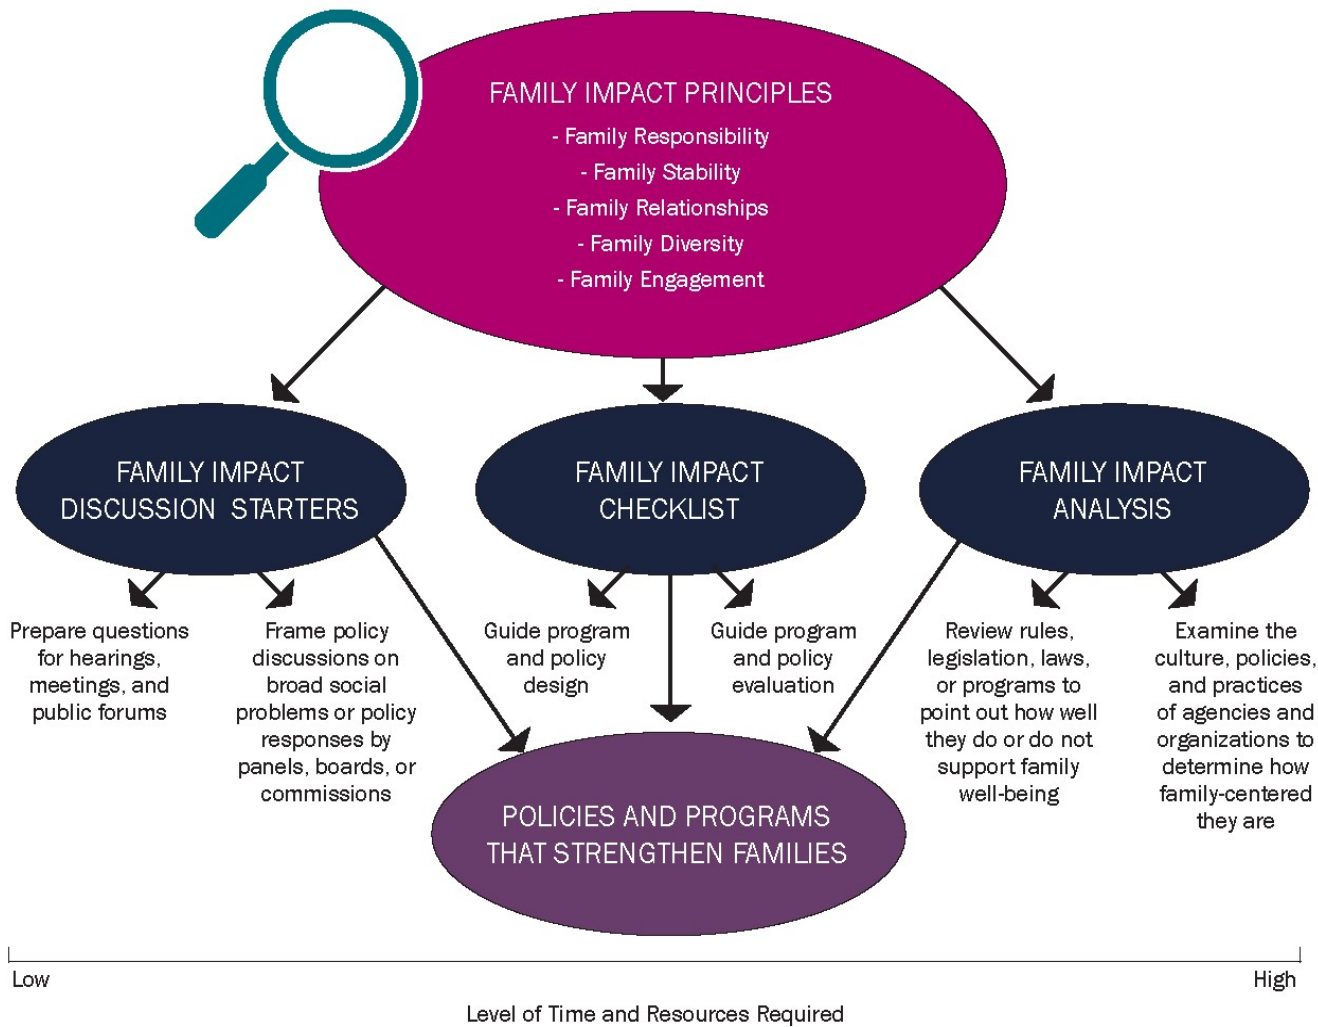 FAMILY IMPACT PRINCIPLES
- Family Responsibility
- Family Stability
- Family Relationships
- Family Diversity
- Family Engagement
FAMILY IMPACT
DISCUSSION STARTERS
FAMILY IMPACT
CHECKLIST
FAMILY IMPACT
ANALYSIS
Prepare questions
for hearings,
meetings, and
public forums
Frame policy
discussions on
broad social
problems or policy
responses by
panels, boards, or
commissions
Guide program
and policy
design
Guide program
and policy
evaluation
Review rules,
legislation, laws,
or programs to
point out how well
they do or do not
support family
well-being
Examine the
culture, policies,
and practices
of agencies and
organizations to
determine how
family-centered
they are
POLICIES AND PROGRAMS
THAT STRENGTHEN FAMILIES
Low
High
Level of Time and Resources Required